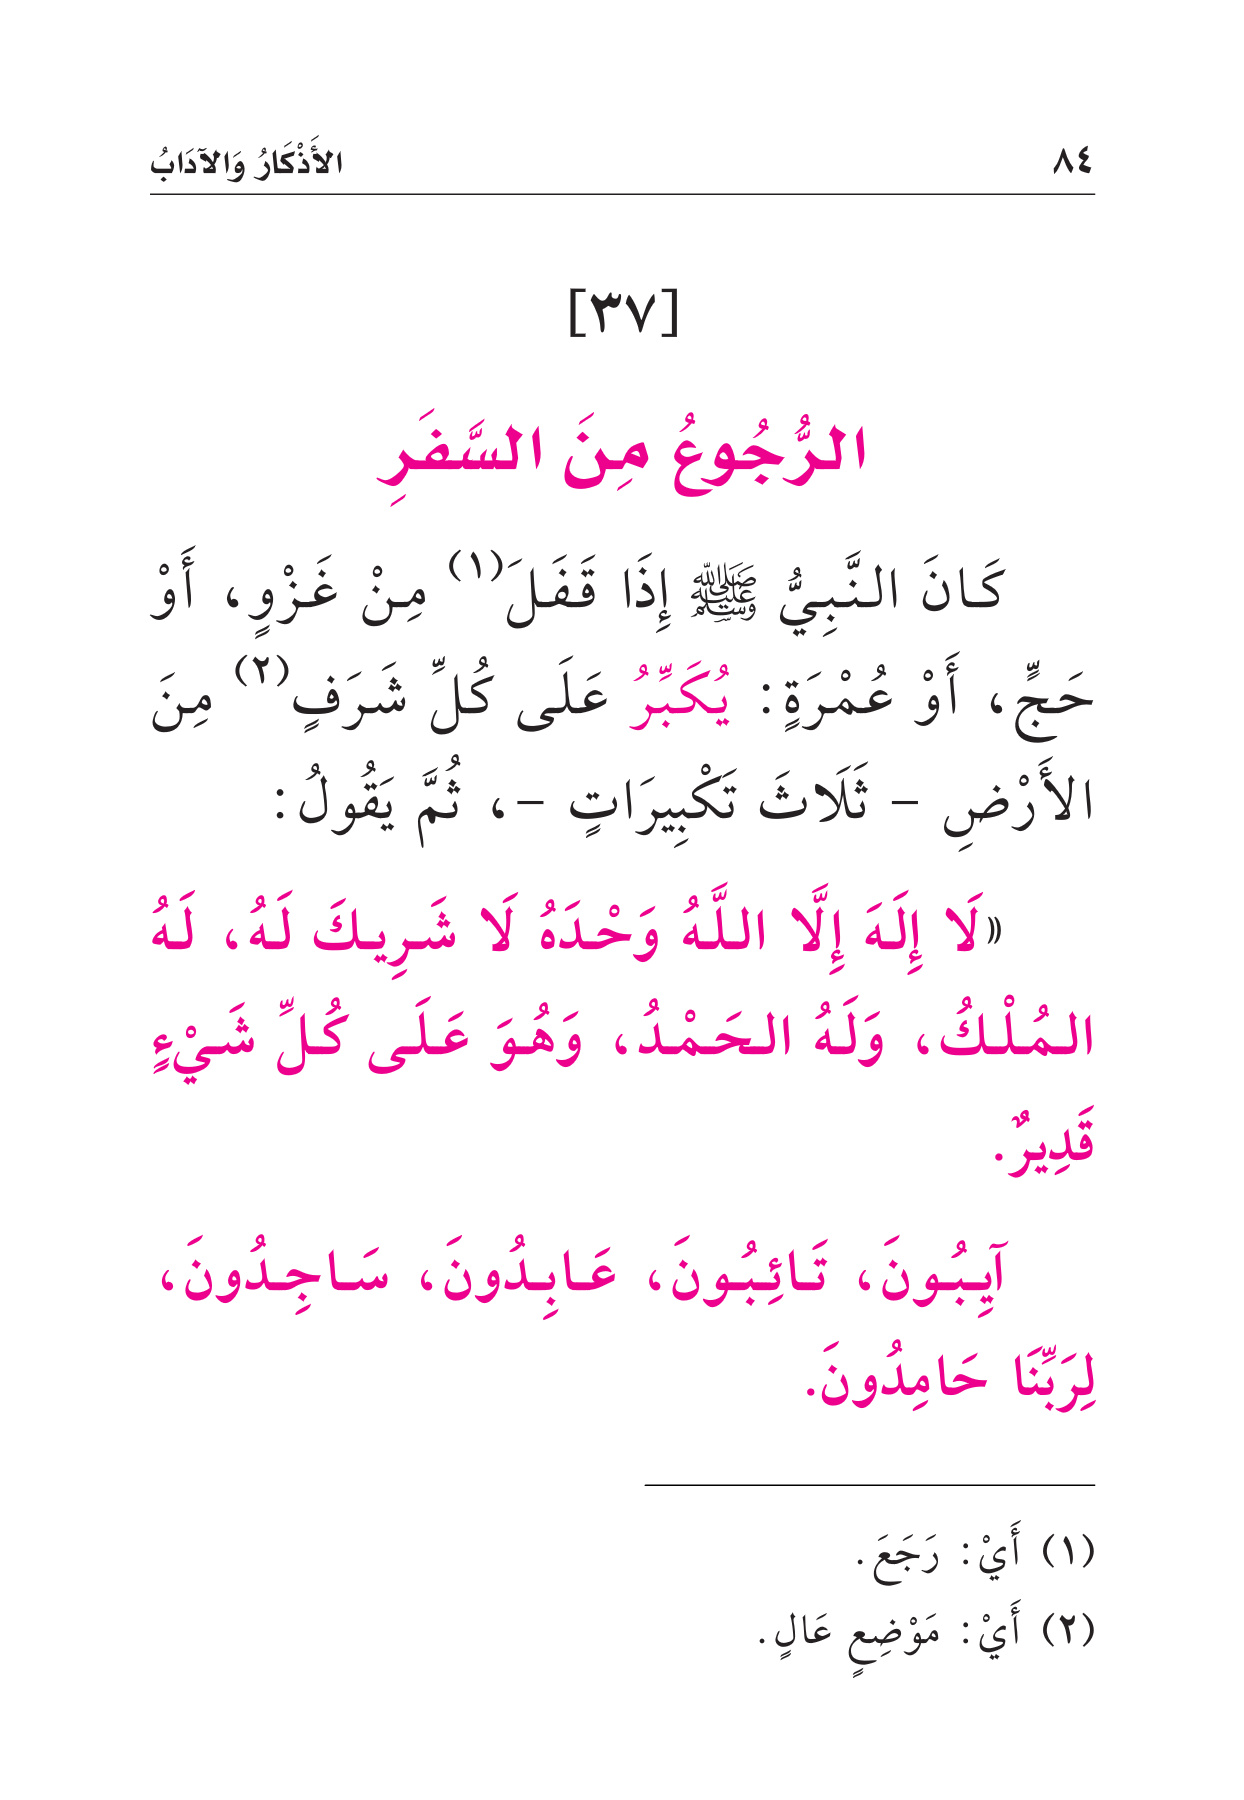 ٨٤
الأَذْكَارُ وَالآدَابُ
[٣٧]
الرُّجُوعُ مِنَ السَّفَرِ
كَانَ النَّبِيُّ ﷺ إِذَا قَفَلَ(١) مِنْ غَزْوٍ، أَوْ
حَجٍّ، أَوْ عُمْرَةٍ: يُكَبِّرُ عَلَى كُلِّ شَرَفٍ(٢) مِنَ
الأَرْضِ - ثَلَاثَ تَكْبِيرَاتٍ -، ثُمَّ يَقُولُ:
«لَا إِلَهَ إِلَّا اللَّهُ وَحْدَهُ لَا شَرِيكَ لَهُ، لَهُ
المُلْكُ، وَلَهُ الحَمْدُ، وَهُوَ عَلَى كُلِّ شَيْءٍ
قَدِيرٌ.
آيِبُونَ، تَائِبُونَ، عَابِدُونَ، سَاجِدُونَ،
لِرَبِّنَا حَامِدُونَ.
(١) أَيْ: رَجَعَ.
(٢) أَيْ: مَوْضِعٍ عَالٍ.